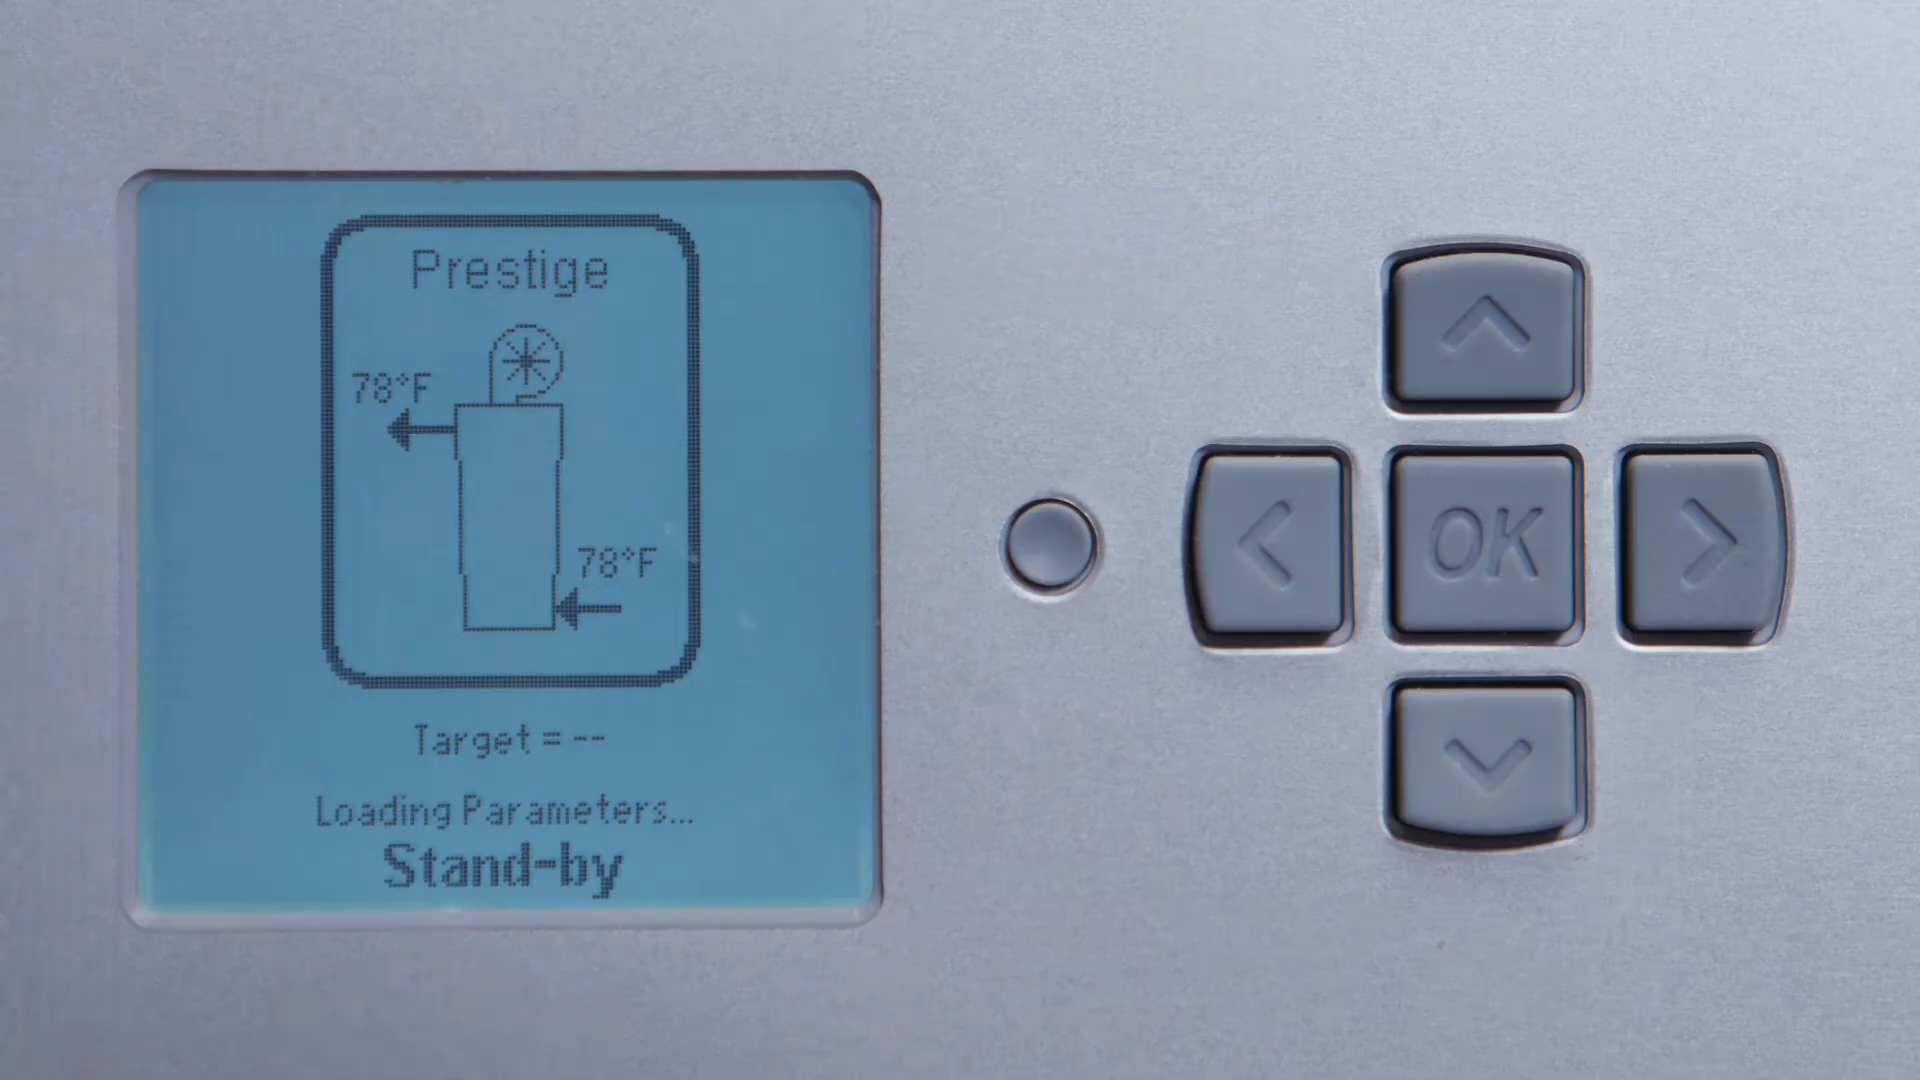 Prestige
78°F
78°F
Target = --
Loading Parameters...
Stand-by
OK